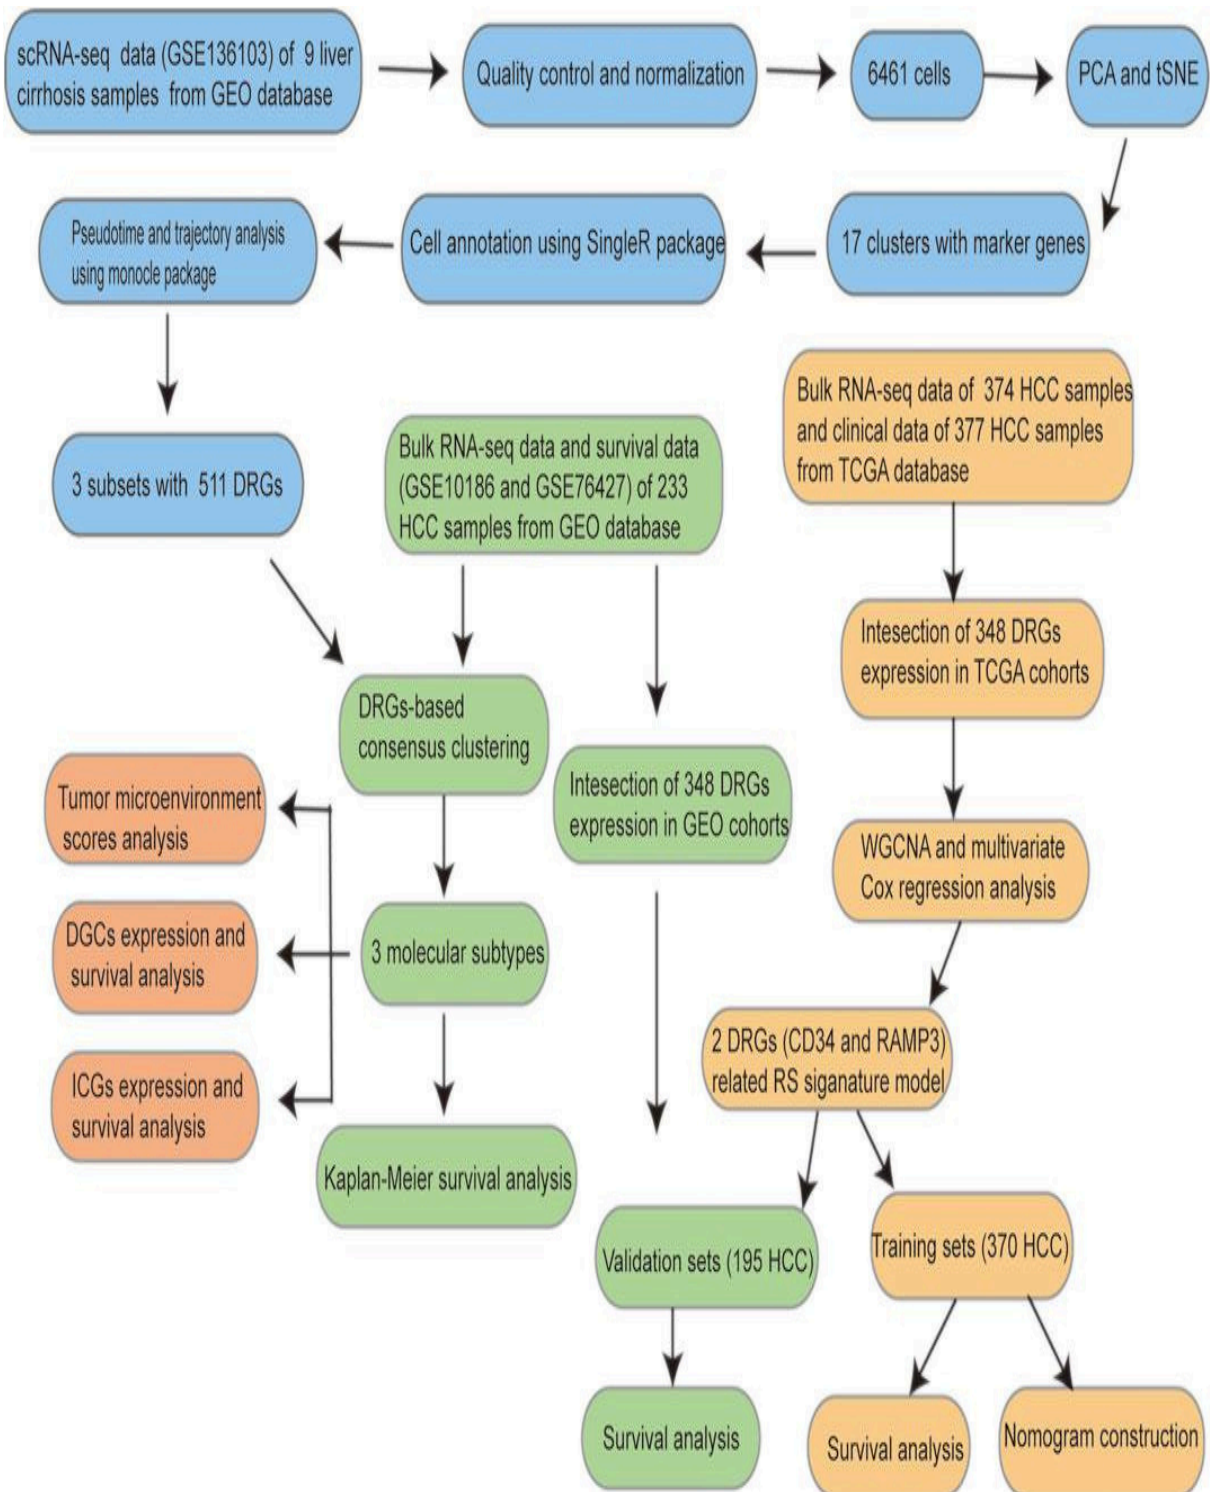 scRNA-seq data (GSE136103) of 9 liver
cirrhosis samples from GEO database
Quality control and normalization
6461 cells
PCA and tSNE
17 clusters with marker genes
Cell annotation using SingleR package
Pseudotime and trajectory analysis
using monocle package
3 subsets with 511 DRGs
Bulk RNA-seq data and survival data
(GSE10186 and GSE76427) of 233
HCC samples from GEO database
Bulk RNA-seq data of 374 HCC samples
and clinical data of 377 HCC samples
from TCGA database
Intesection of 348 DRGs
expression in TCGA cohorts
DRGs-based
consensus clustering
Intesection of 348 DRGs
expression in GEO cohorts
Tumor microenvironment
scores analysis
WGCNA and multivariate
Cox regression analysis
DGCs expression and
survival analysis
3 molecular subtypes
2 DRGs (CD34 and RAMP3)
related RS siganature model
ICGs expression and
survival analysis
Kaplan-Meier survival analysis
Validation sets (195 HCC)
Training sets (370 HCC)
Survival analysis
Survival analysis
Nomogram construction